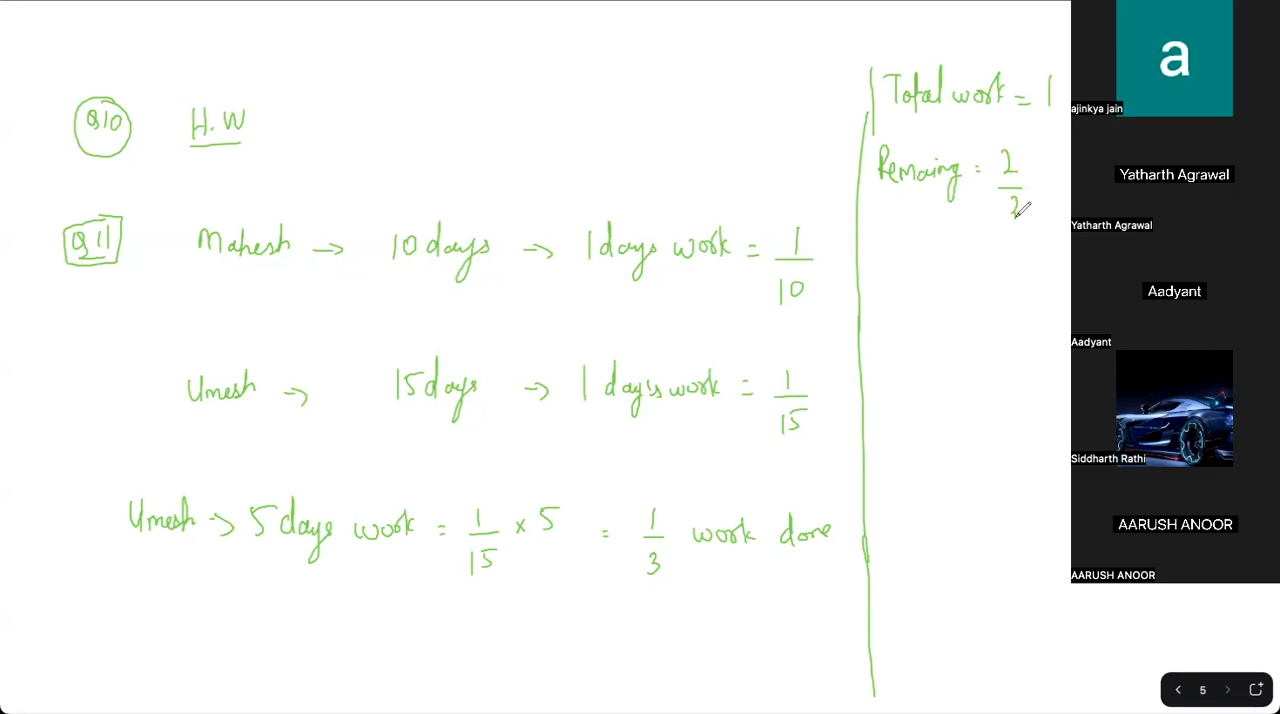 Q10 H.W
Q11 Mahesh → 10 days → 1 days work = 1/10
Umesh → 15 days → 1 day's work = 1/15
Umesh → 5 days work = 1/15 × 5 = 1/3 work done
Total work = 1
Remaing = 2/3
a
ajinkya jain
Yatharth Agrawal
Yatharth Agrawal
Aadyant
Aadyant
Siddharth Rathi
AARUSH ANOOR
AARUSH ANOOR
5